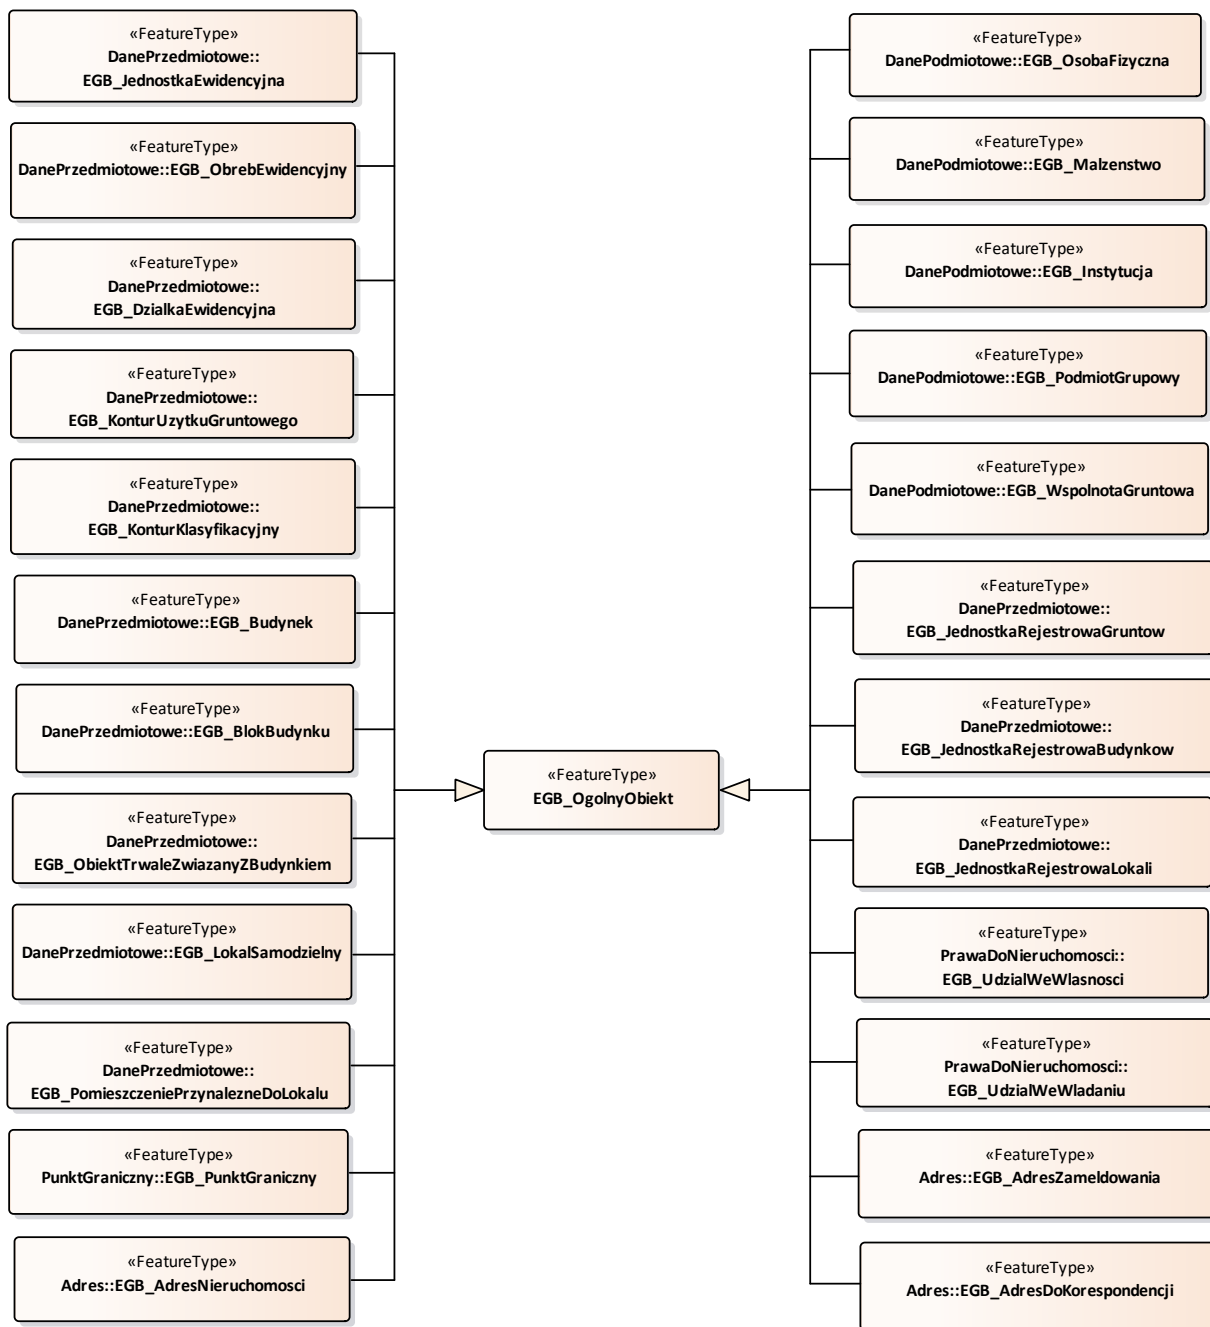 «FeatureType»
DanePrzedmiotowe::
EGB_JednostkaEwidencyjna
«FeatureType»
DanePrzedmiotowe::EGB_ObrebEwidencyjny
«FeatureType»
DanePrzedmiotowe::
EGB_DzialkaEwidencyjna
«FeatureType»
DanePrzedmiotowe::
EGB_KonturUzytkuGruntowego
«FeatureType»
DanePrzedmiotowe::
EGB_KonturKlasyfikacyjny
«FeatureType»
DanePrzedmiotowe::EGB_Budynek
«FeatureType»
DanePrzedmiotowe::EGB_BlokBudynku
«FeatureType»
DanePrzedmiotowe::
EGB_ObiektTrwaleZwiazanyZBudynkiem
«FeatureType»
DanePrzedmiotowe::EGB_LokalSamodzielny
«FeatureType»
DanePrzedmiotowe::
EGB_PomieszczeniePrzynalezneDoLokalu
«FeatureType»
PunktGraniczny::EGB_PunktGraniczny
«FeatureType»
Adres::EGB_AdresNieruchomosci
«FeatureType»
EGB_OgolnyObiekt
«FeatureType»
DanePodmiotowe::EGB_OsobaFizyczna
«FeatureType»
DanePodmiotowe::EGB_Malzenstwo
«FeatureType»
DanePodmiotowe::EGB_Instytucja
«FeatureType»
DanePodmiotowe::EGB_PodmiotGrupowy
«FeatureType»
DanePodmiotowe::EGB_WspolnotaGruntowa
«FeatureType»
DanePrzedmiotowe::
EGB_JednostkaRejestrowaGruntow
«FeatureType»
DanePrzedmiotowe::
EGB_JednostkaRejestrowaBudynkow
«FeatureType»
DanePrzedmiotowe::
EGB_JednostkaRejestrowaLokali
«FeatureType»
PrawaDoNieruchomosci::
EGB_UdzialWeWlasnosci
«FeatureType»
PrawaDoNieruchomosci::
EGB_UdzialWeWladaniu
«FeatureType»
Adres::EGB_AdresZameldowania
«FeatureType»
Adres::EGB_AdresDoKorespondencji